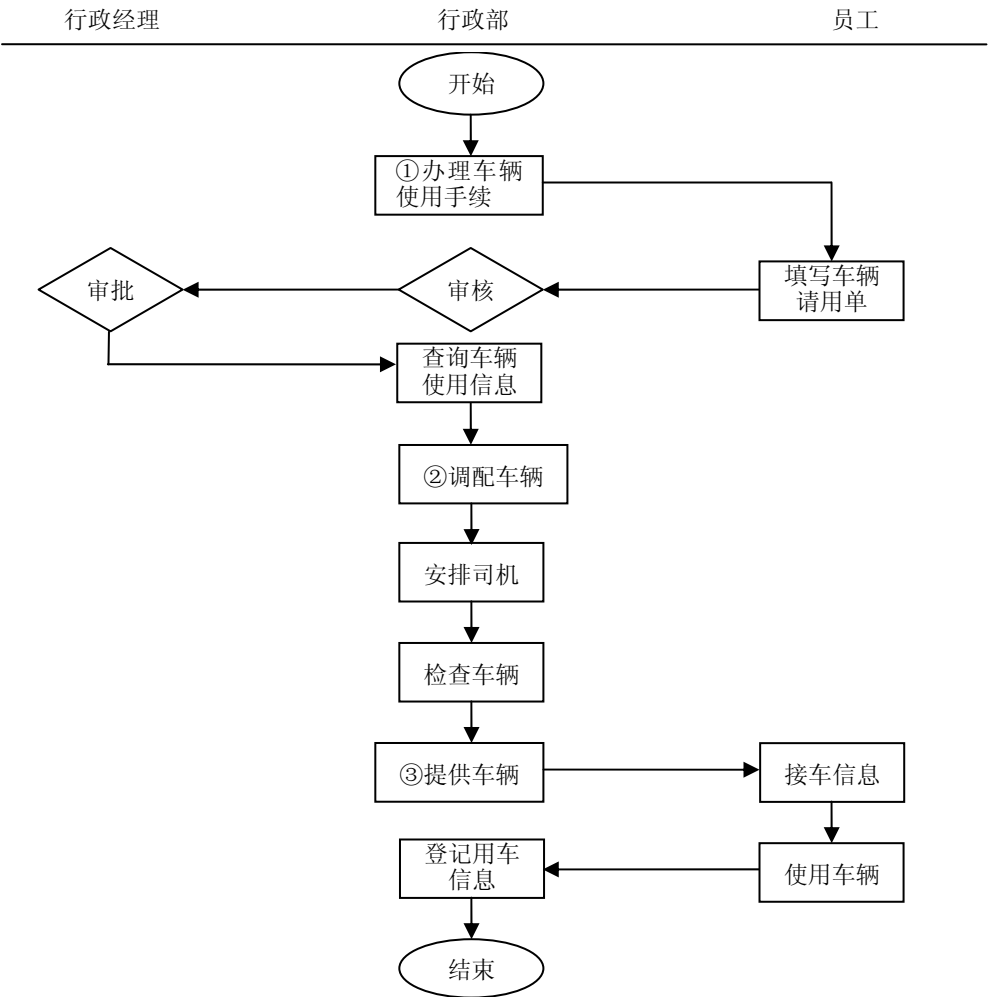 行政经理
行政部
员工
开始
①办理车辆
使用手续
审批
审核
填写车辆
请用单
查询车辆
使用信息
②调配车辆
安排司机
检查车辆
③提供车辆
接车信息
登记用车
信息
使用车辆
结束